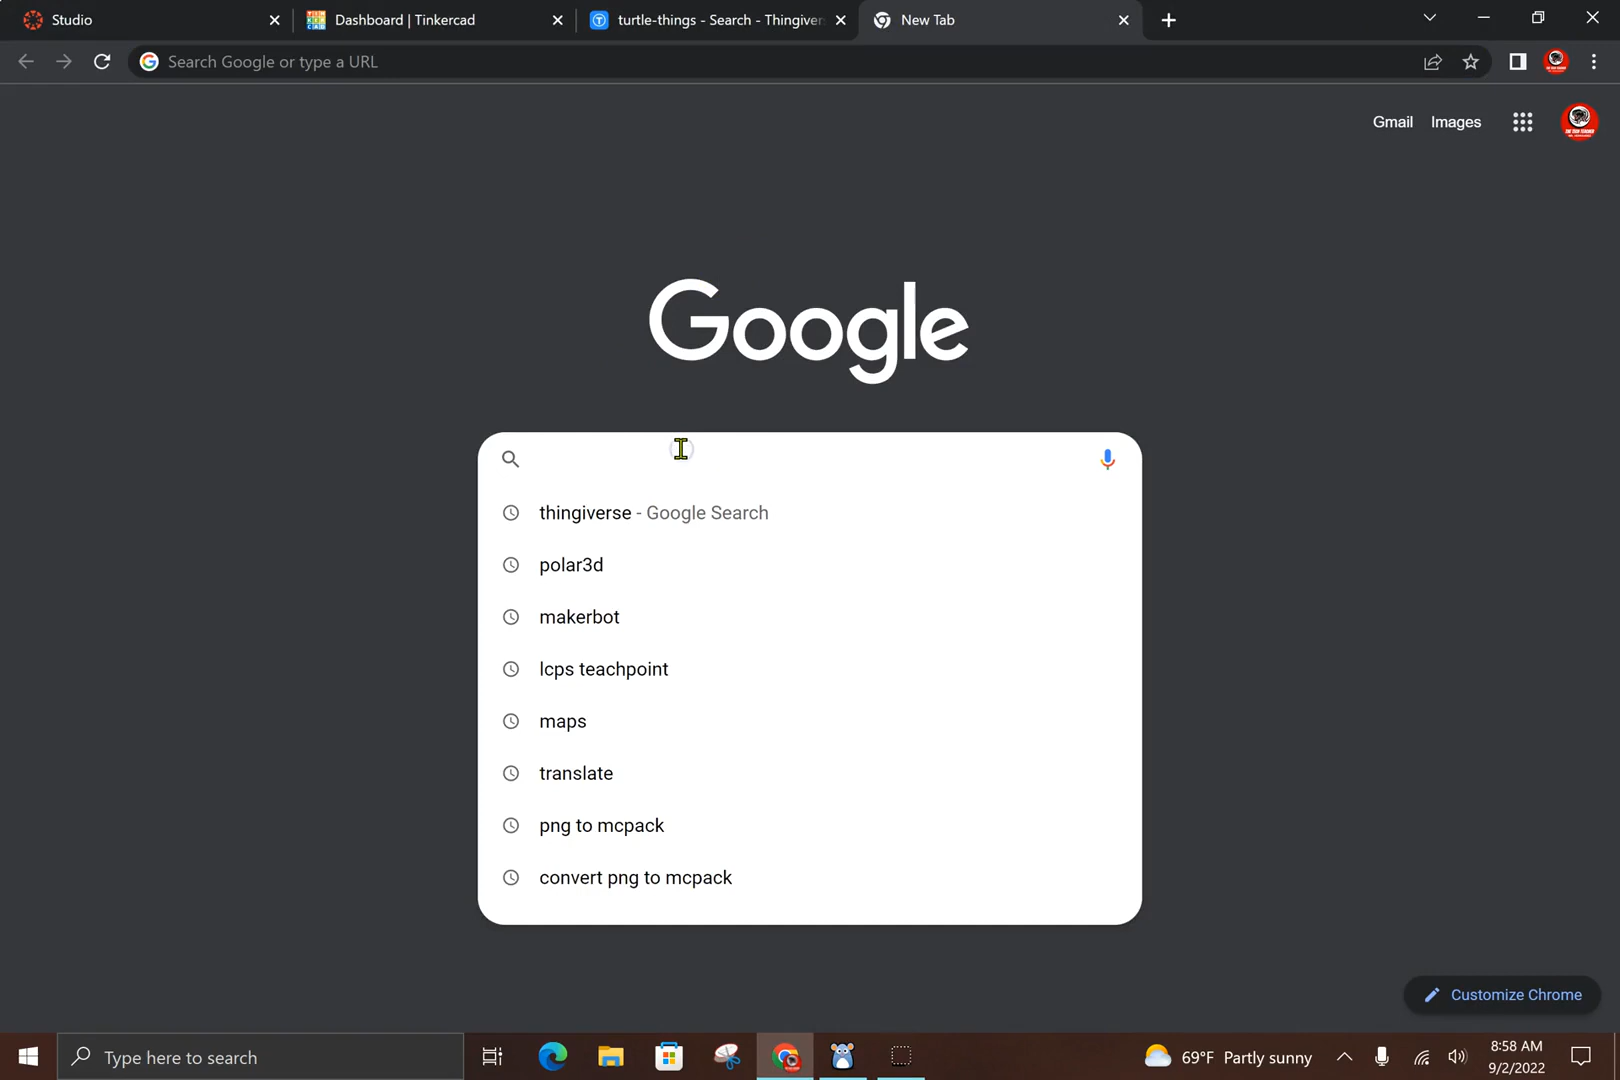 Studio
Dashboard | Tinkercad
turtle-things - Search - Thingiver
New Tab
Search Google or type a URL
Gmail
Images
Google
thingiverse - Google Search
polar3d
makerbot
lcps teachpoint
maps
translate
png to mcpack
convert png to mcpack
Customize Chrome
Type here to search
69°F Partly sunny
8:58 AM
9/2/2022